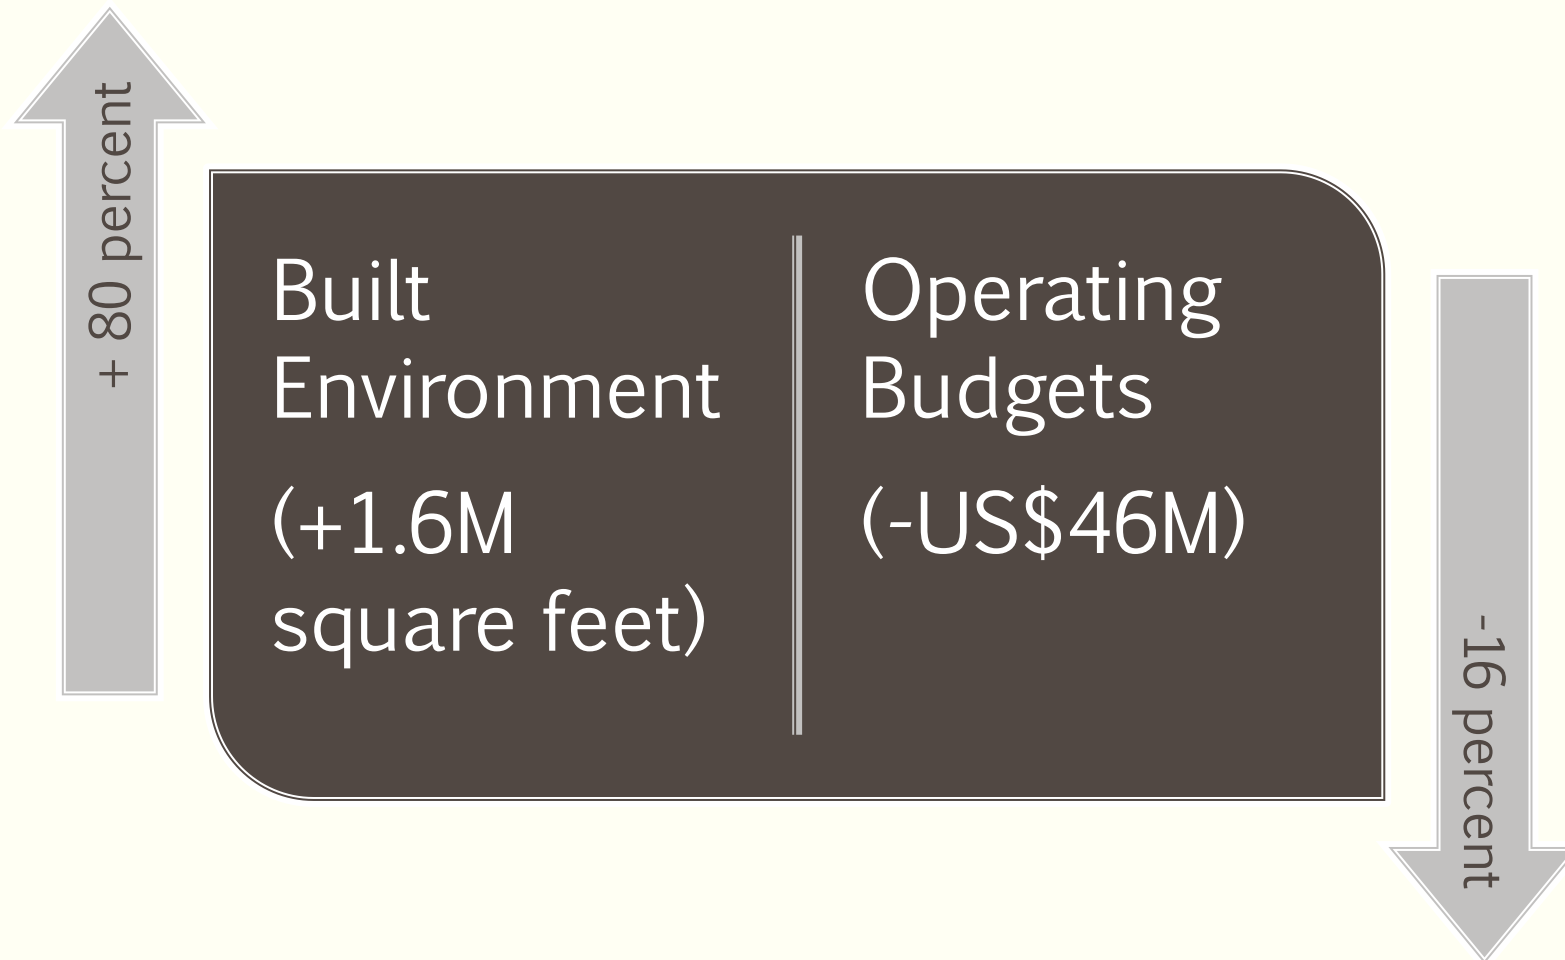 + 80 percent
Built
Environment
(+1.6M
square feet)
Operating
Budgets
(-US$46M)
-16 percent